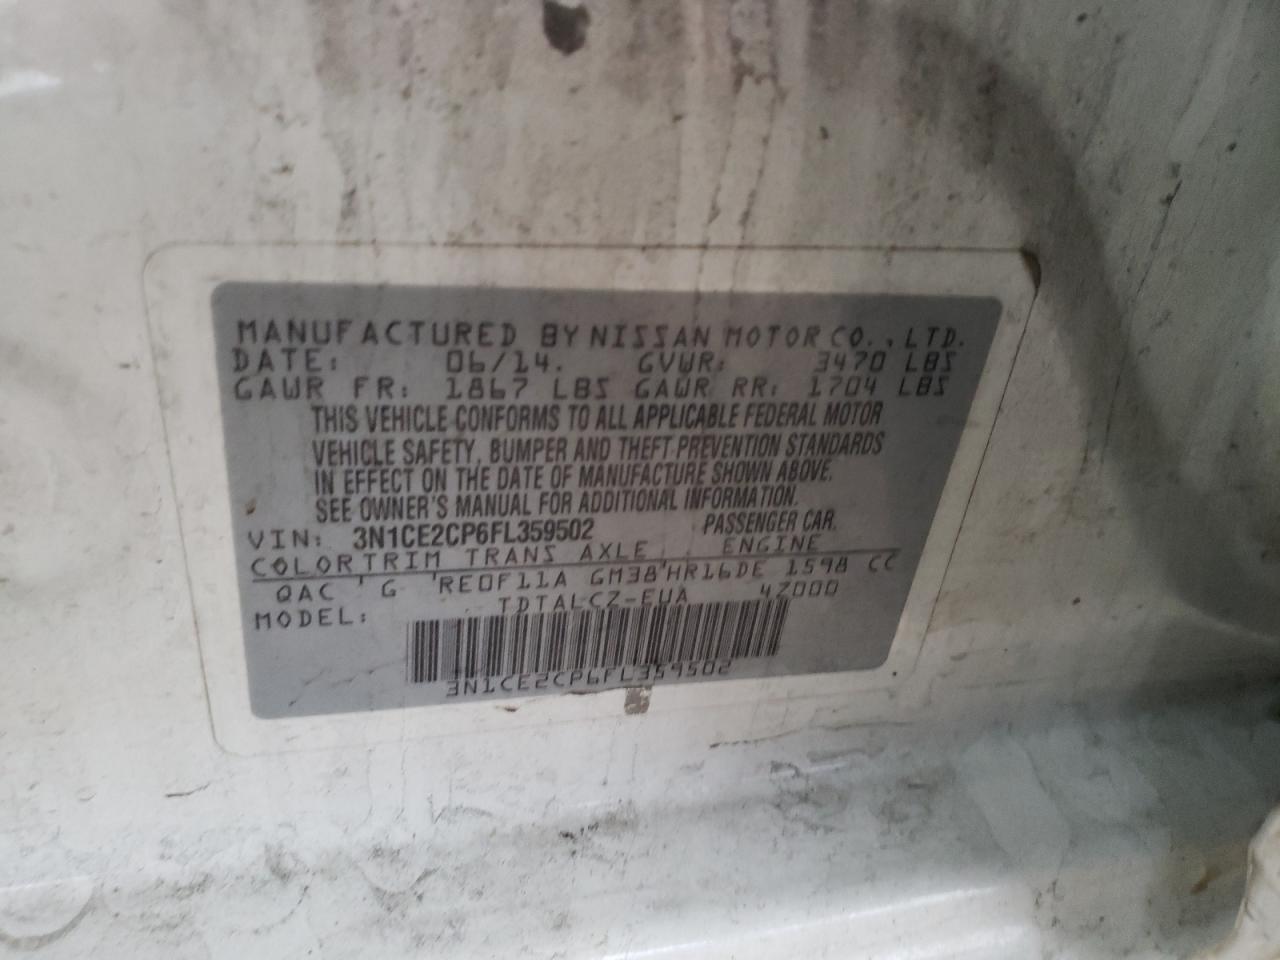 MANUFACTURED BY NISSAN MOTOR CO., LTD.
DATE: 06/14. GVWR: 3470 LBS
GAWR FR: 1867 LBS GAWR RR: 1704 LBS
THIS VEHICLE CONFORMS TO ALL APPLICABLE FEDERAL MOTOR
VEHICLE SAFETY, BUMPER AND THEFT PREVENTION STANDARDS
IN EFFECT ON THE DATE OF MANUFACTURE SHOWN ABOVE.
SEE OWNER'S MANUAL FOR ADDITIONAL INFORMATION.
VIN: 3N1CE2CP6FL359502 PASSENGER CAR.
COLOR TRIM TRANS AXLE ENGINE
QAC G RE0F11A GM38 HR16DE 1598 CC
MODEL: TDTALCZ-EUA 4Z000
3N1CE2CP6FL359502